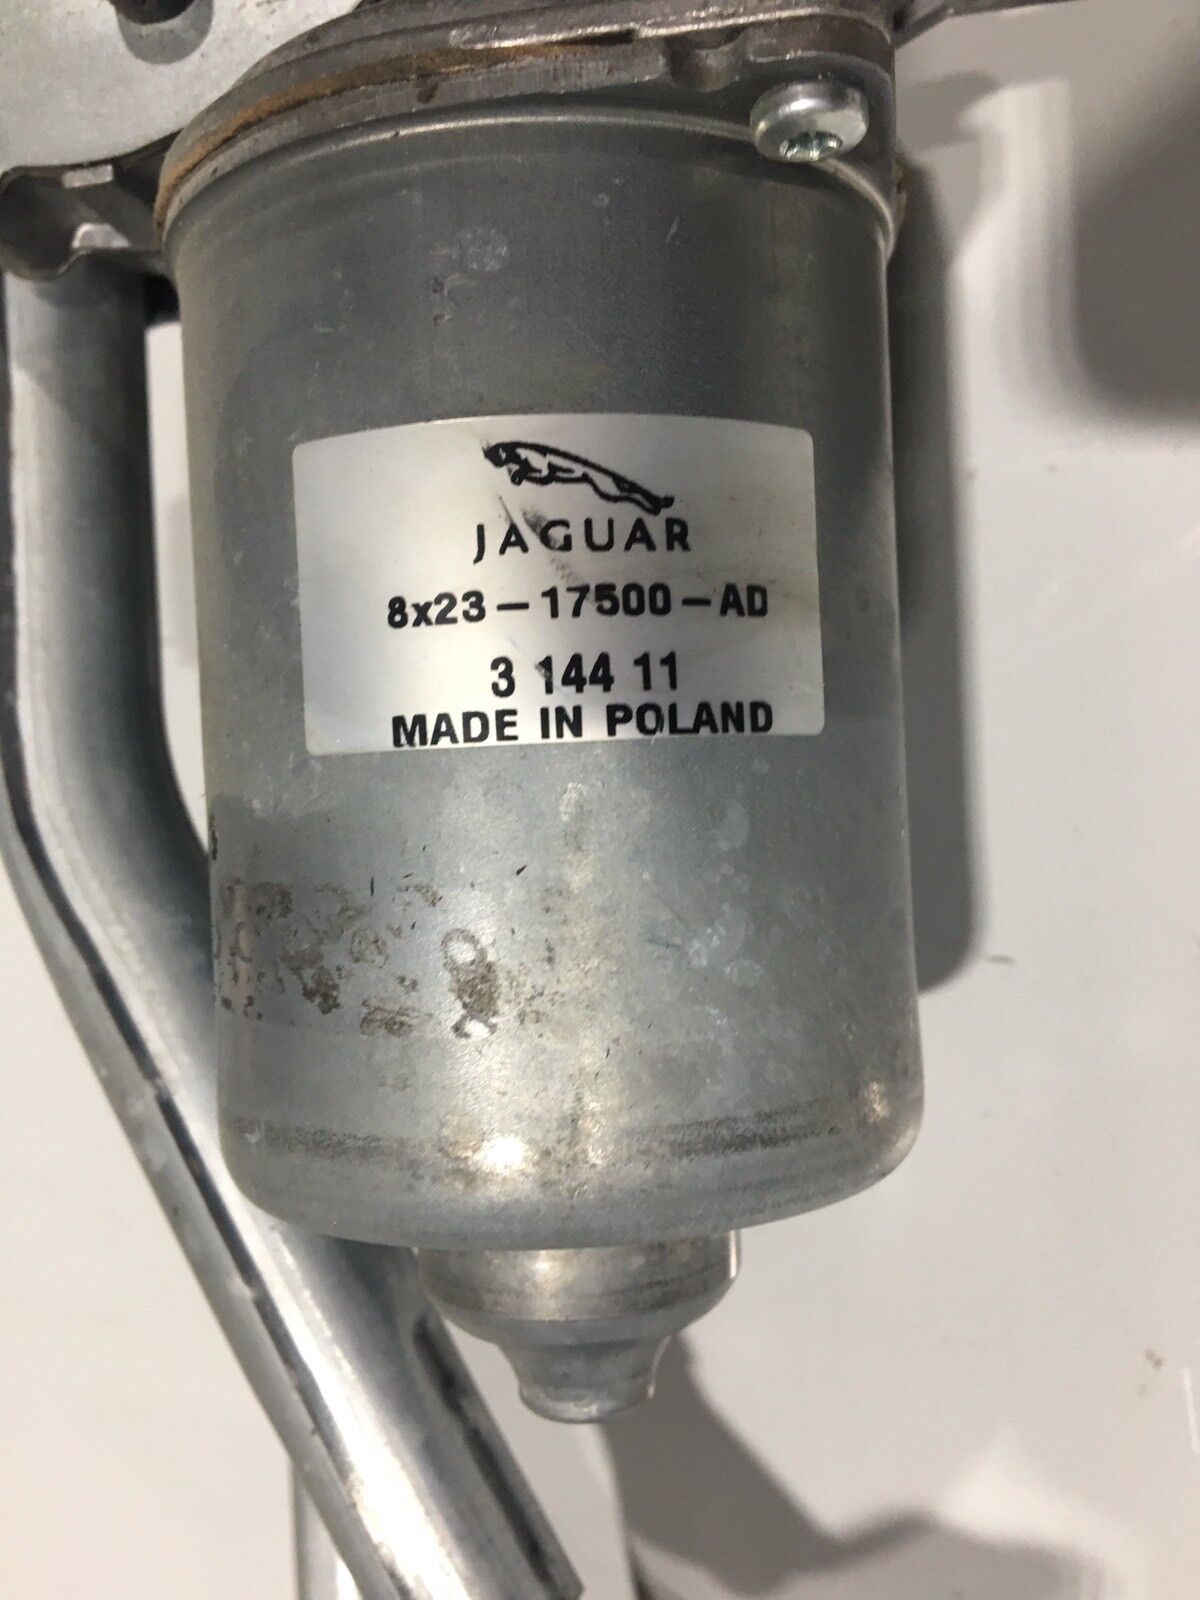 JAGUAR
8x23-17500-AD
3 144 11
MADE IN POLAND